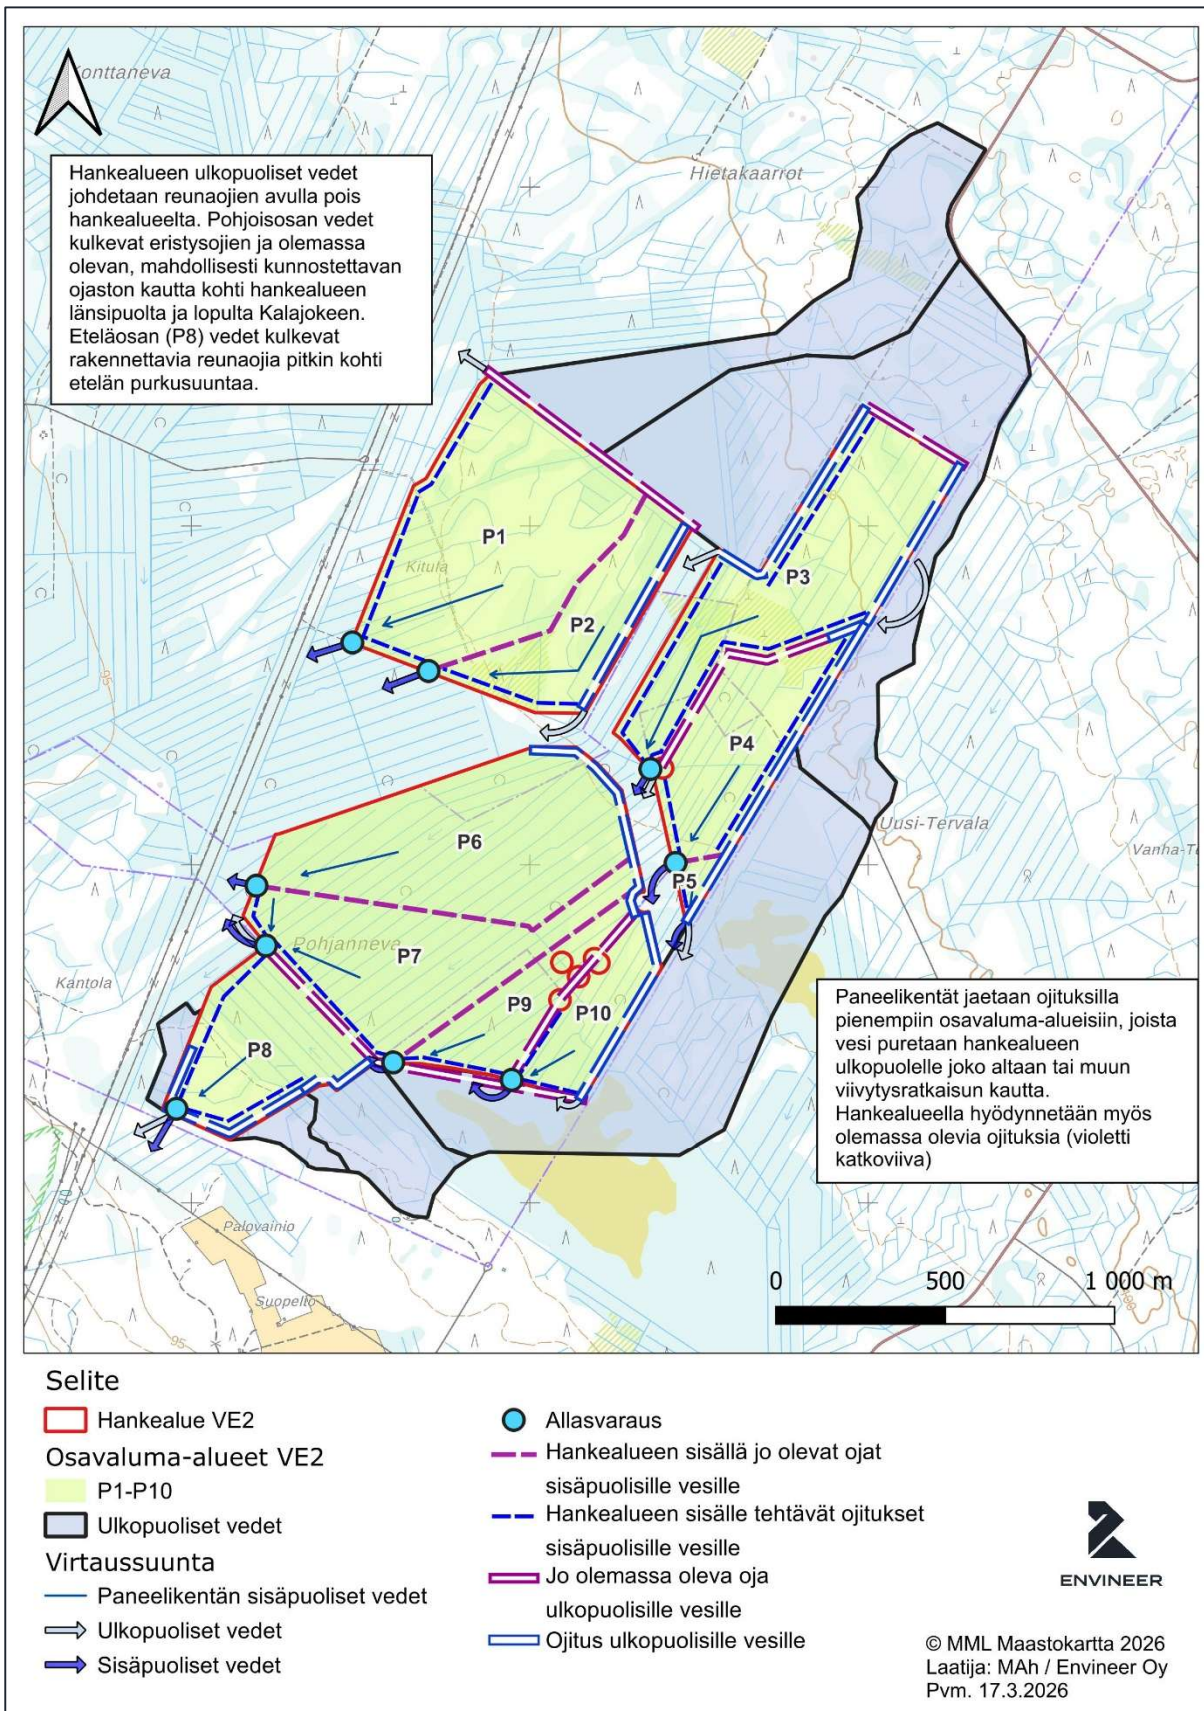 Konttaneva
Hietakaarrot
Hankealueen ulkopuoliset vedet
johdetaan reunaojien avulla pois
hankealueelta. Pohjoisosan vedet
kulkevat eristysojien ja olemassa
olevan, mahdollisesti kunnostettavan
ojaston kautta kohti hankealueen
länsipuolta ja lopulta Kalajokeen.
Eteläosan (P8) vedet kulkevat
rakennettavia reunaojia pitkin kohti
etelän purkusuuntaa.
P1
Kitula
P3
P2
95
P4
Uusi-Tervala
Vanha-Te
P6
P5
Pohjanneva
P7
Kantola
P9
P10
P8
Paneelikentät jaetaan ojituksilla
pienempiin osavaluma-alueisiin, joista
vesi puretaan hankealueen
ulkopuolelle joko altaan tai muun
viivytysratkaisun kautta.
Hankealueella hyödynnetään myös
olemassa olevia ojituksia (violetti
katkoviiva)
Palovainio
Suopelto
95
100
0 500 1 000 m
Selite
Hankealue VE2
Osavaluma-alueet VE2
P1-P10
Ulkopuoliset vedet
Virtaussuunta
Paneelikentän sisäpuoliset vedet
Ulkopuoliset vedet
Sisäpuoliset vedet
Allasvaraus
Hankealueen sisällä jo olevat ojat
sisäpuolisille vesille
Hankealueen sisälle tehtävät ojitukset
sisäpuolisille vesille
Jo olemassa oleva oja
ulkopuolisille vesille
Ojitus ulkopuolisille vesille
ENVINEER
© MML Maastokartta 2026
Laatija: MAh / Envineer Oy
Pvm. 17.3.2026